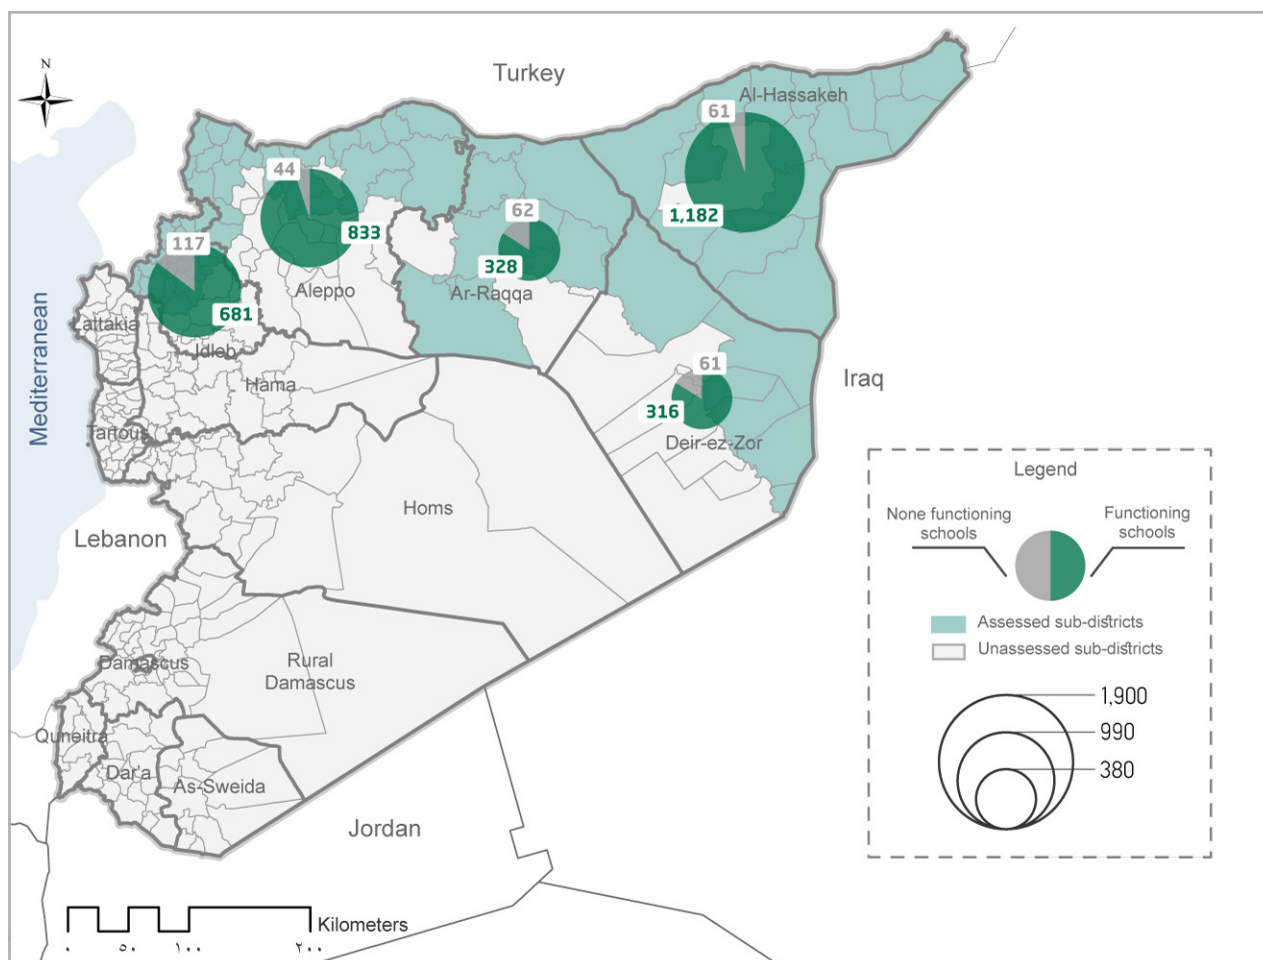 N
Turkey
Al-Hassakeh
61
1,182
44
833
Aleppo
62
328
Ar-Raqqa
117
681
Idleb
Lattakia
Mediterranean
Hama
Tartous
61
316
Deir-ez-Zor
Iraq
Homs
Lebanon
Damascus
Rural
Damascus
Quneitra
Dar'a
As-Sweida
Jordan
Legend
None functioning
schools
Functioning
schools
Assessed sub-districts
Unassessed sub-districts
1,900
990
380
Kilometers
٠ ٥٠ ١٠٠ ٢٠٠